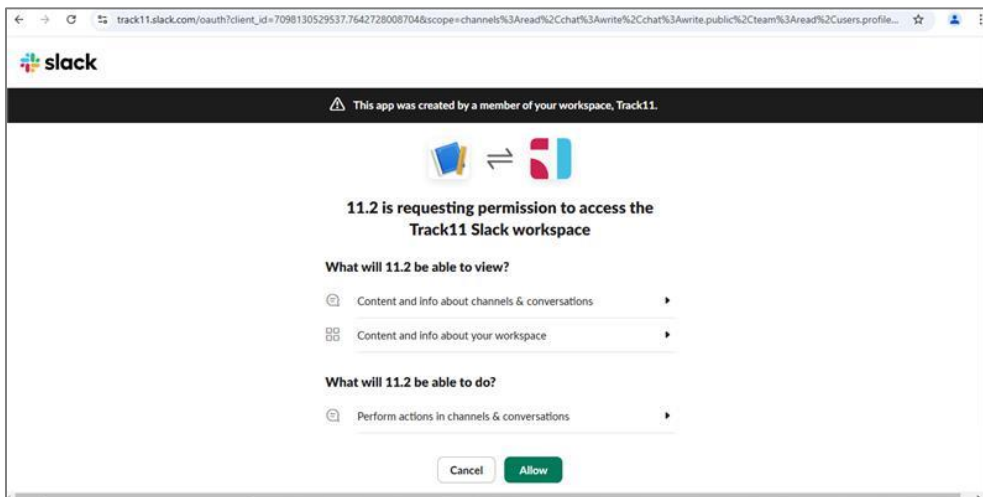 track11.slack.com/oauth?client_id=7098130529537.7642728008704&scope=channels%3Aread%2Cchat%3Awrite%2Cchat%3Awrite.public%2Cteam%3Aread%2Cusers.profile...
slack
This app was created by a member of your workspace, Track11.
11.2 is requesting permission to access the
Track11 Slack workspace
What will 11.2 be able to view?
Content and info about channels & conversations
Content and info about your workspace
What will 11.2 be able to do?
Perform actions in channels & conversations
Cancel Allow